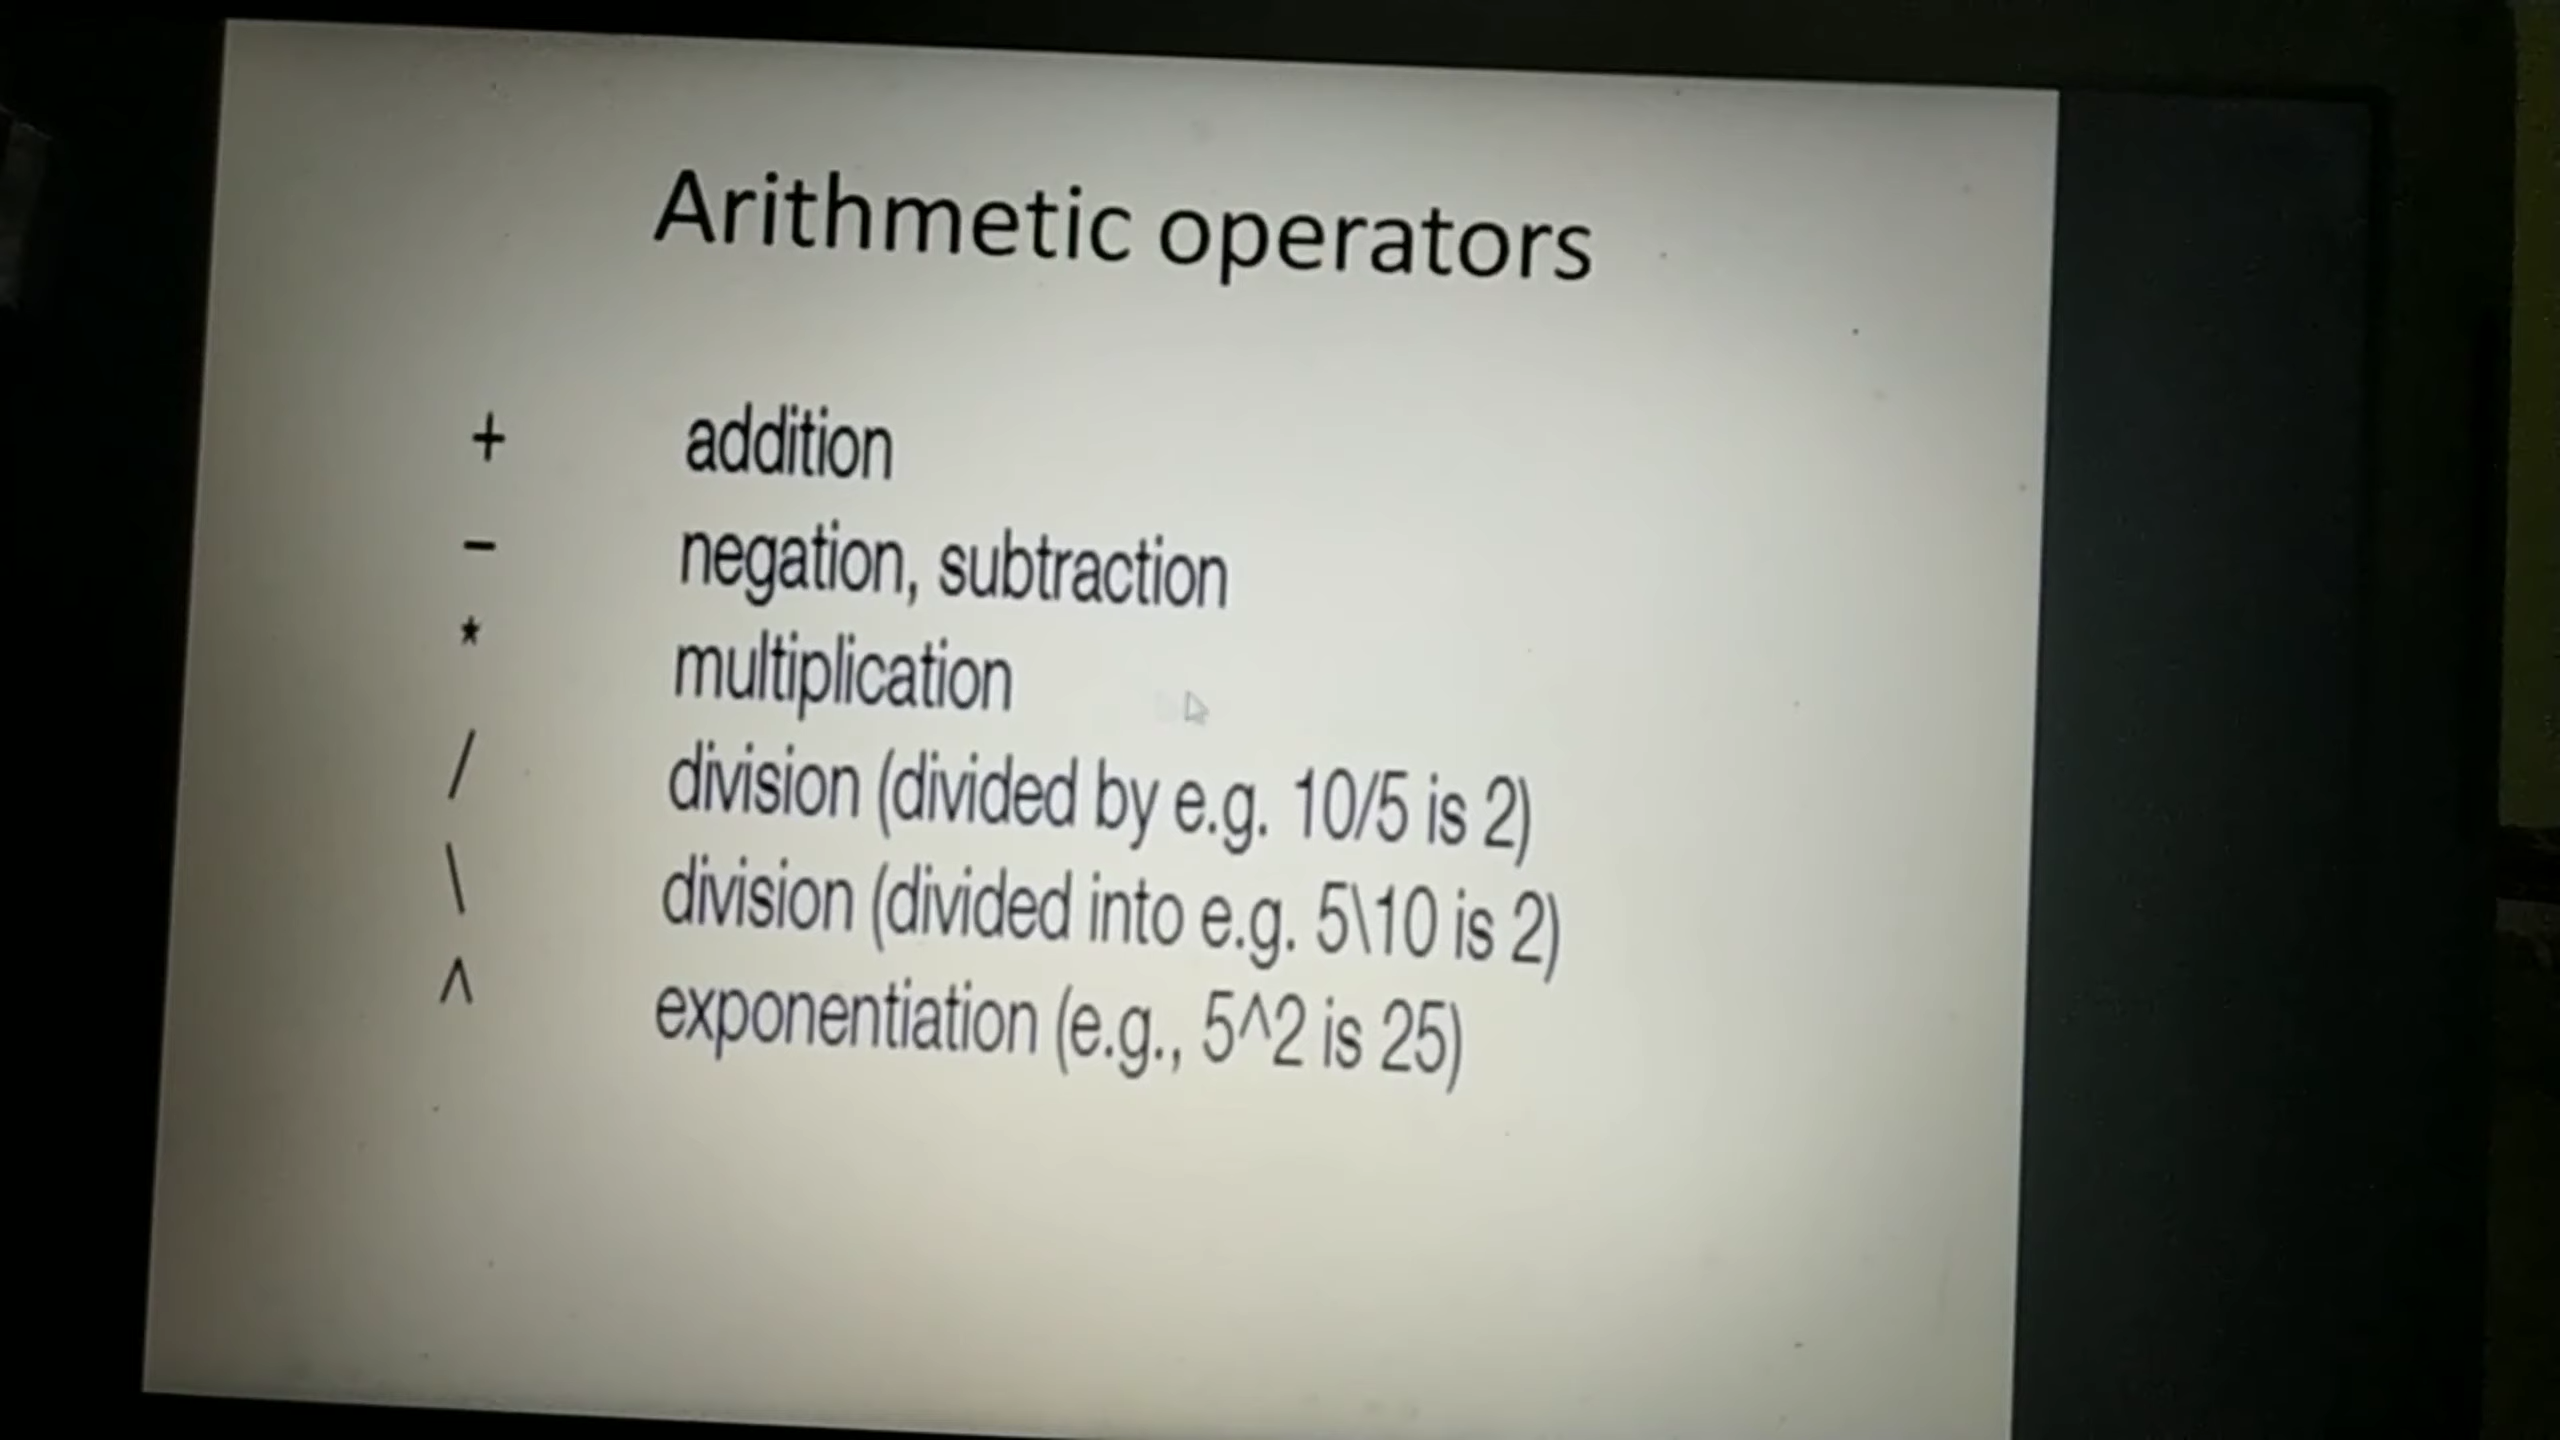 Arithmetic operators
+ addition
− negation, subtraction
* multiplication
/ division (divided by e.g. 10/5 is 2)
\ division (divided into e.g. 5\10 is 2)
^ exponentiation (e.g., 5^2 is 25)